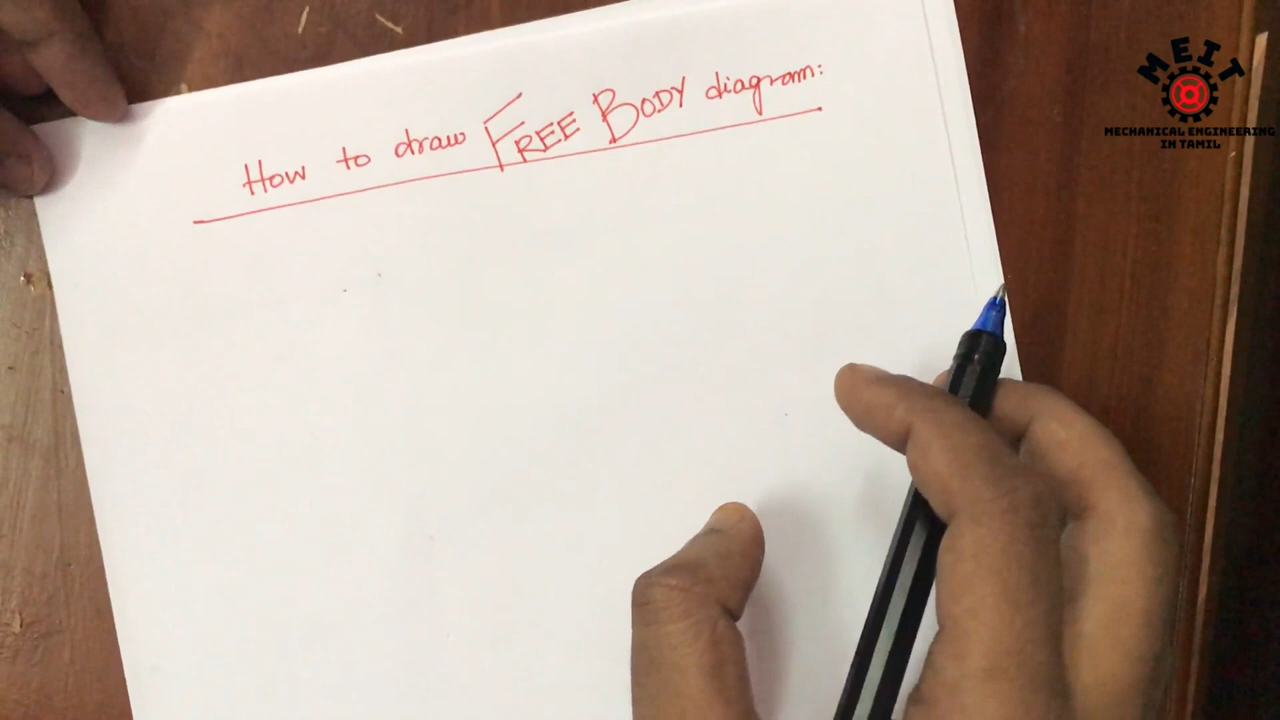 How to draw FREE BODY diagram:
MEIT
MECHANICAL ENGINEERING
IN TAMIL